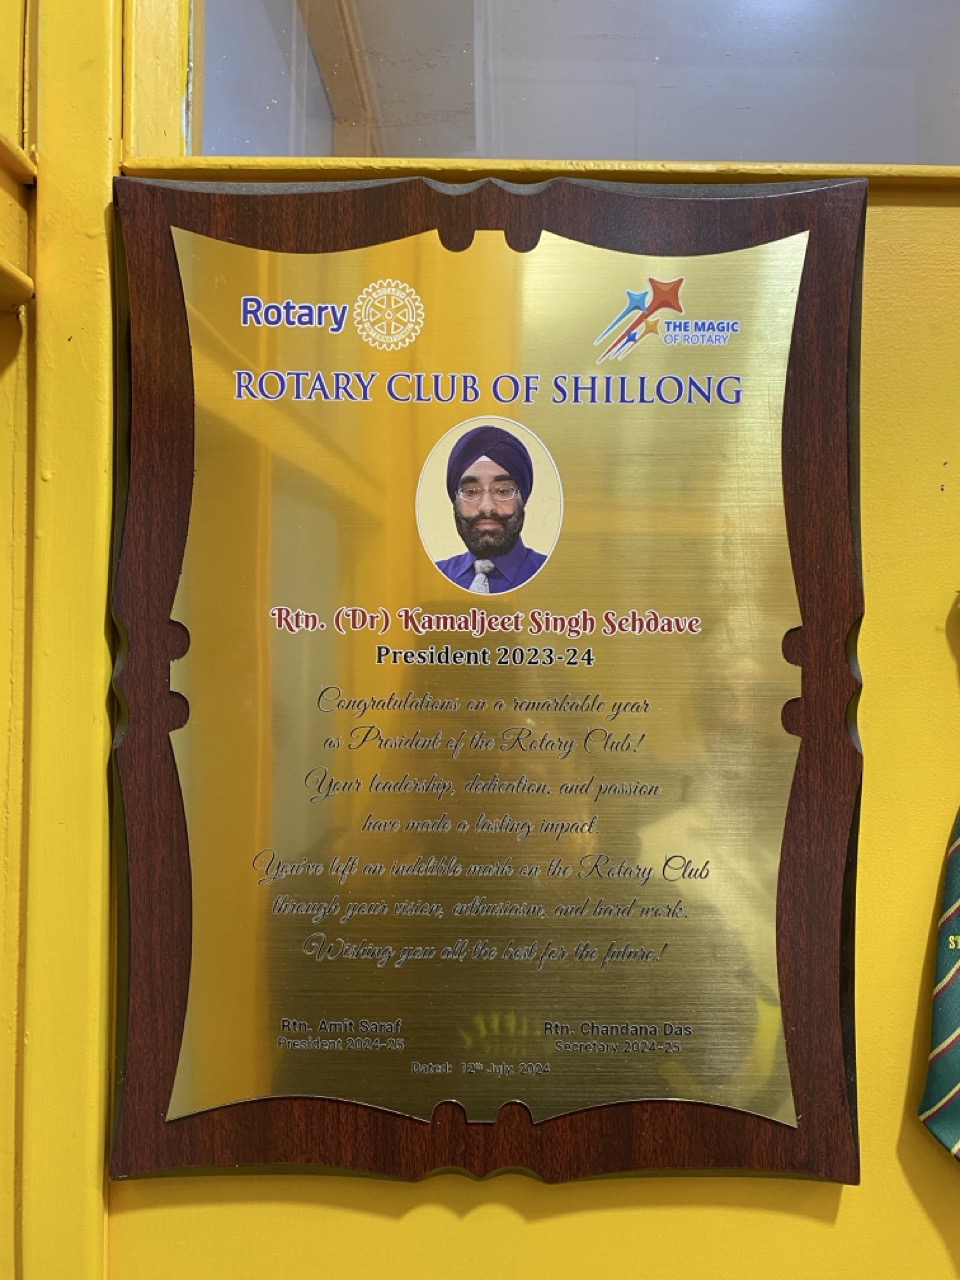 Rotary
ROTARY
INTERNATIONAL
THE MAGIC
OF ROTARY
ROTARY CLUB OF SHILLONG
Rtn. (Dr) Kamaljeet Singh Sehdave
President 2023-24
Congratulations on a remarkable year
as President of the Rotary Club!
Your leadership, dedication, and passion
have made a lasting impact.
You've left an indelible mark on the Rotary Club
through your vision, enthusiasm, and hard work.
Wishing you all the best for the future!
Rtn. Amit Saraf
President 2024-25
Rtn. Chandana Das
Secretary 2024-25
Dated: 12th July, 2024